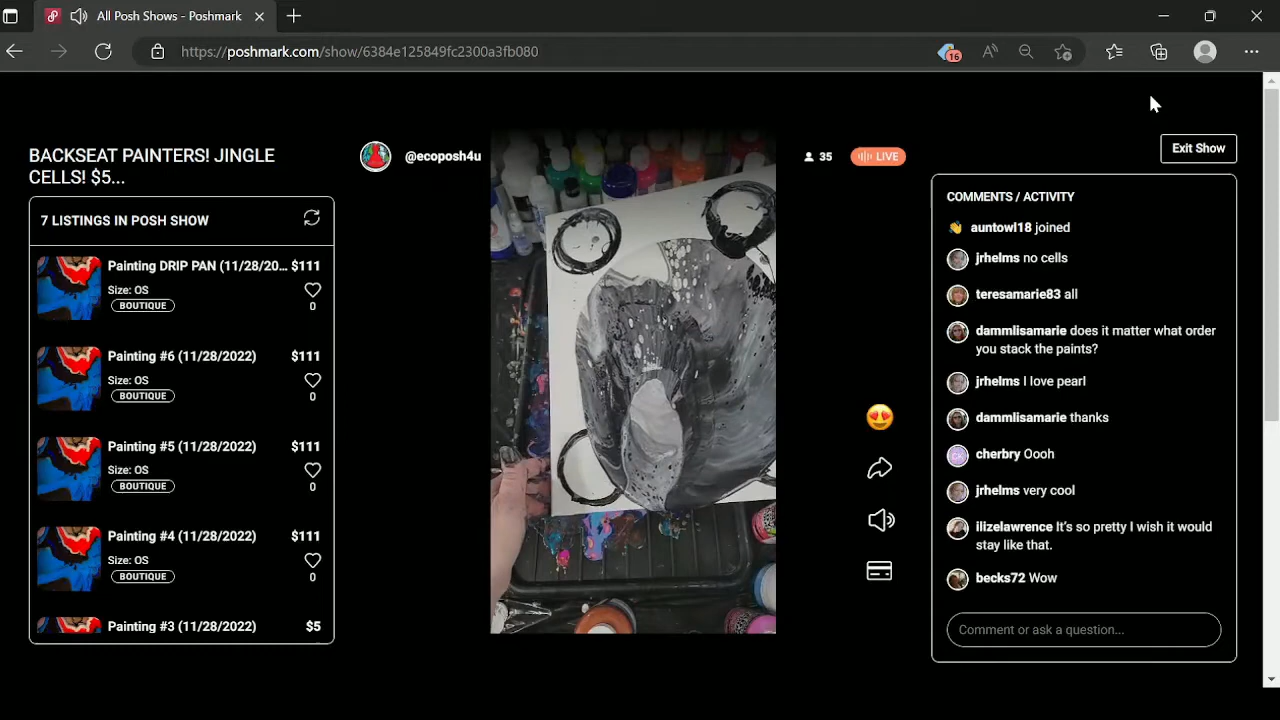 All Posh Shows - Poshmark
https://poshmark.com/show/6384e125849fc2300a3fb080
16
BACKSEAT PAINTERS! JINGLE
CELLS! $5...
7 LISTINGS IN POSH SHOW
Painting DRIP PAN (11/28/20... $111
Size: OS
BOUTIQUE
0
Painting #6 (11/28/2022) $111
Size: OS
BOUTIQUE
0
Painting #5 (11/28/2022) $111
Size: OS
BOUTIQUE
0
Painting #4 (11/28/2022) $111
Size: OS
BOUTIQUE
0
Painting #3 (11/28/2022) $5
@ecoposh4u
35
LIVE
Exit Show
COMMENTS / ACTIVITY
auntowl18 joined
jrhelms no cells
teresamarie83 all
dammlisamarie does it matter what order
you stack the paints?
jrhelms I love pearl
dammlisamarie thanks
cherbry Oooh
jrhelms very cool
ilizelawrence It's so pretty I wish it would
stay like that.
becks72 Wow
Comment or ask a question...